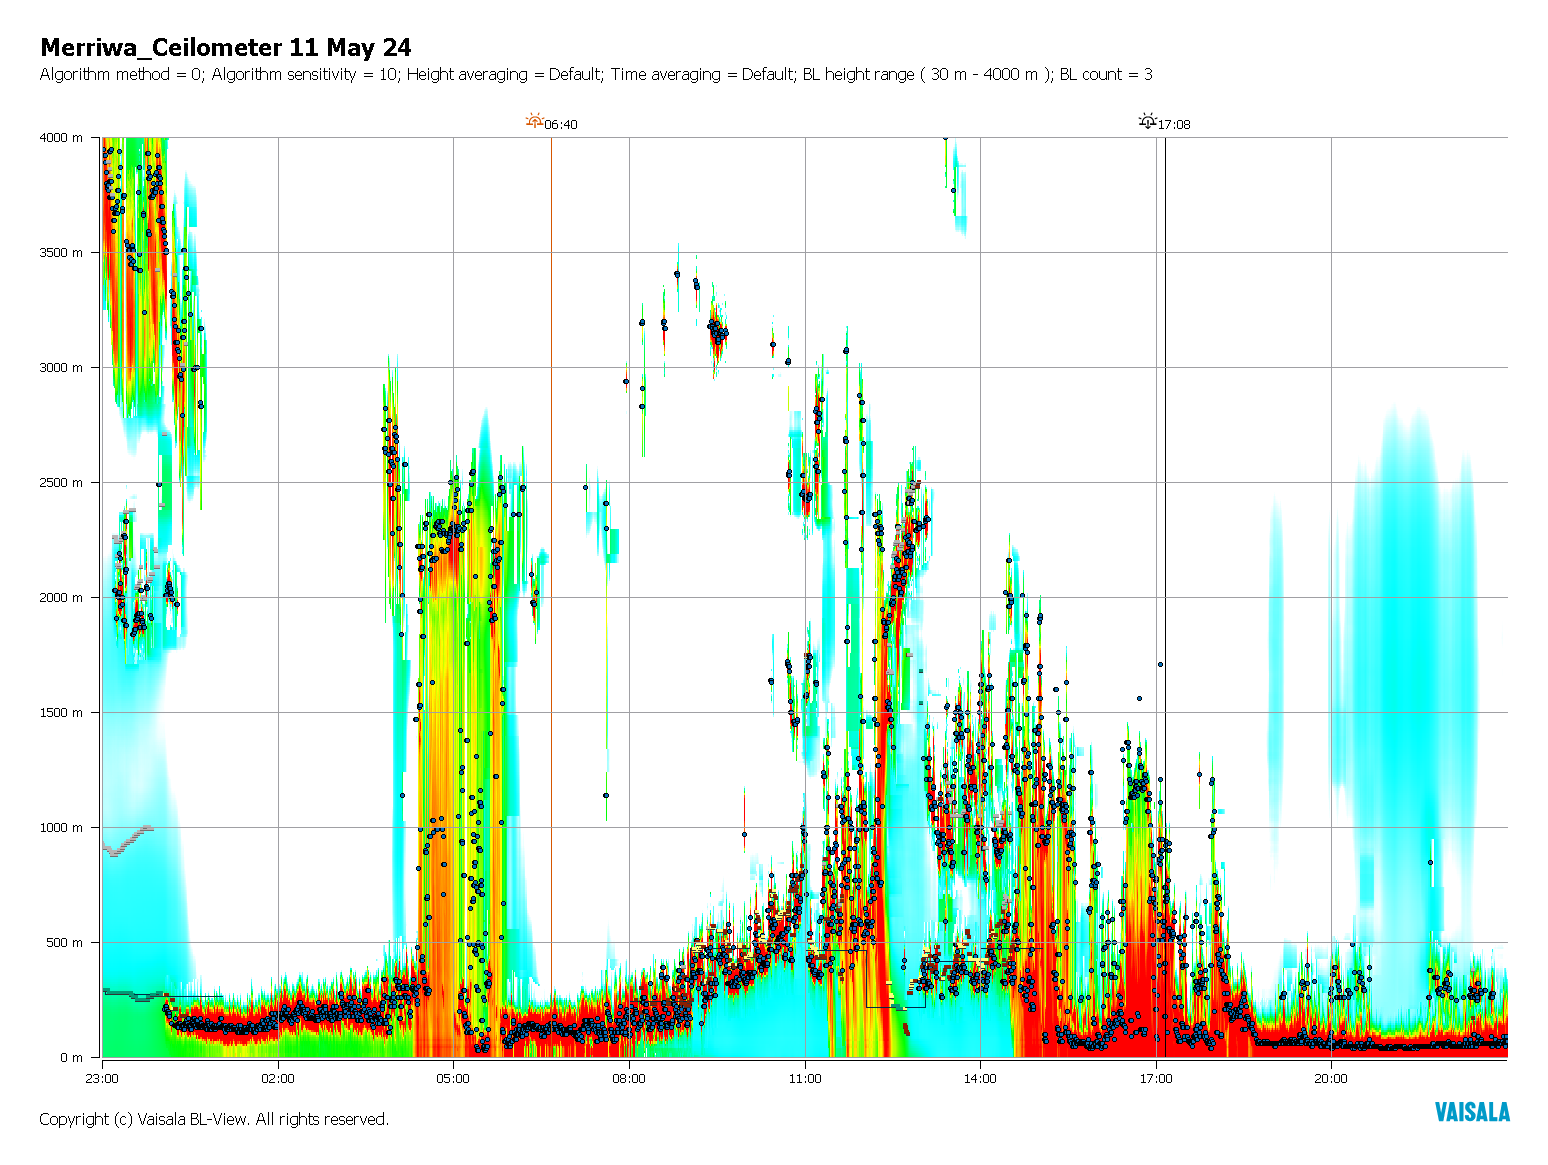 Merriwa_Ceilometer 11 May 24
Algorithm method = 0; Algorithm sensitivity = 10; Height averaging = Default; Time averaging = Default; BL height range ( 30 m - 4000 m ); BL count = 3
06:40
17:08
4000 m
3500 m
3000 m
2500 m
2000 m
1500 m
1000 m
500 m
0 m
23:00
02:00
05:00
08:00
11:00
14:00
17:00
20:00
Copyright (c) Vaisala BL-View. All rights reserved.
VAISALA